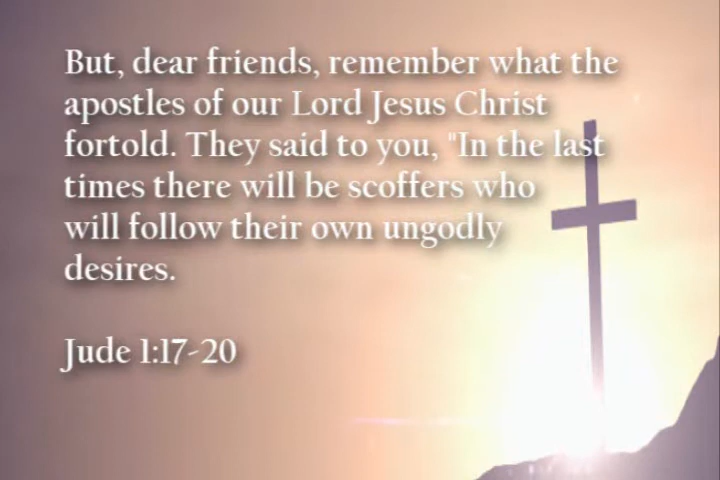 But, dear friends, remember what the
apostles of our Lord Jesus Christ
fortold. They said to you, "In the last
times there will be scoffers who
will follow their own ungodly
desires.
Jude 1:17-20